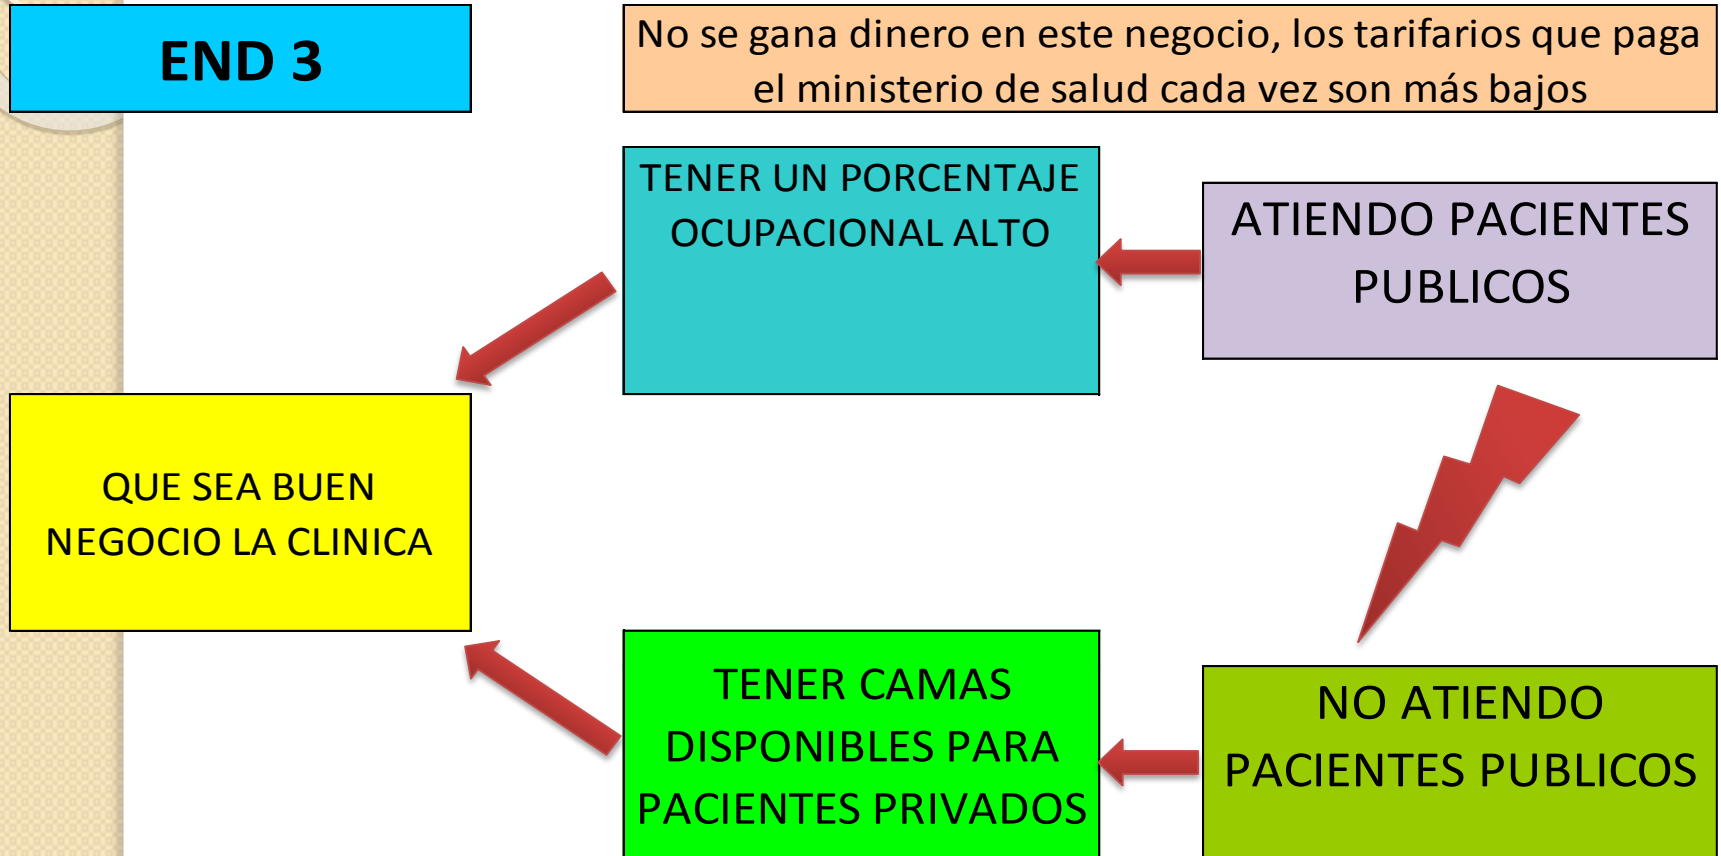 END 3
No se gana dinero en este negocio, los tarifarios que paga
el ministerio de salud cada vez son más bajos
TENER UN PORCENTAJE
OCUPACIONAL ALTO
ATIENDO PACIENTES
PUBLICOS
QUE SEA BUEN
NEGOCIO LA CLINICA
TENER CAMAS
DISPONIBLES PARA
PACIENTES PRIVADOS
NO ATIENDO
PACIENTES PUBLICOS